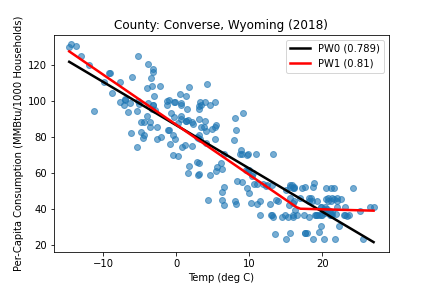 County: Converse, Wyoming (2018)
PW0 (0.789)
PW1 (0.81)
Per-Capita Consumption (MMBtu/1000 Households)
120
100
80
60
40
20
−10
0
10
20
Temp (deg C)